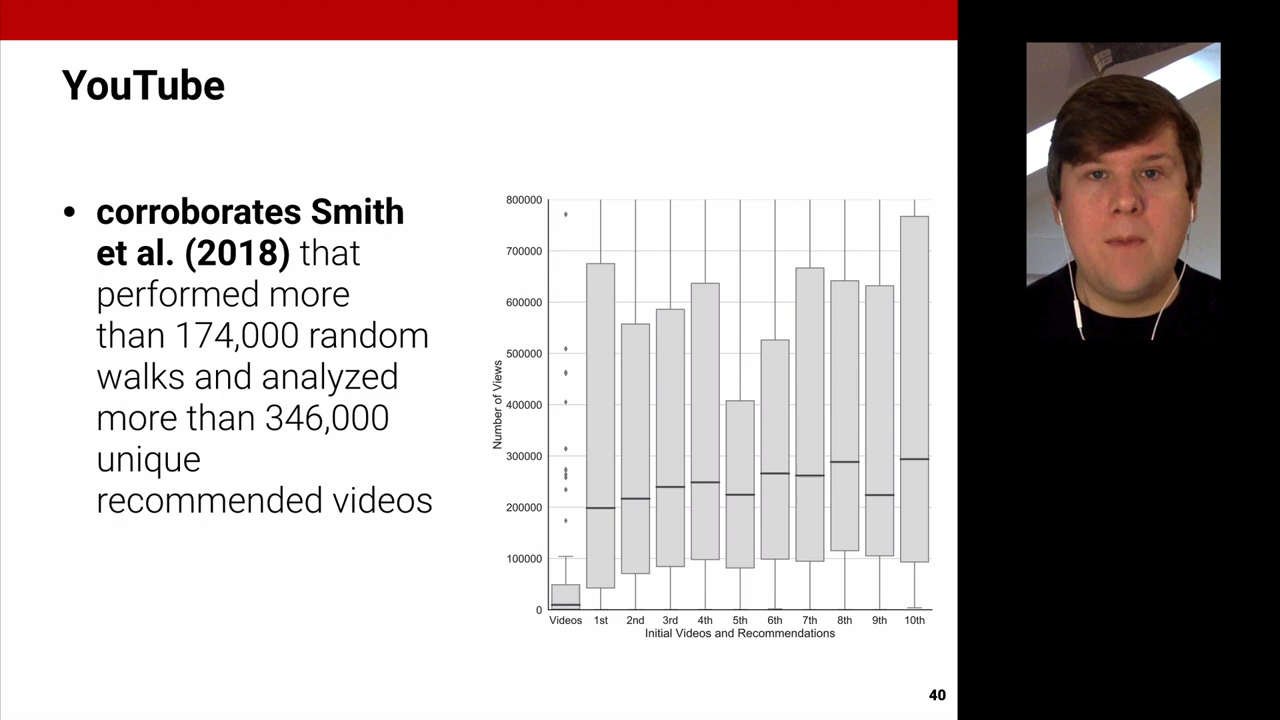 YouTube
• corroborates Smith
et al. (2018) that
performed more
than 174,000 random
walks and analyzed
more than 346,000
unique
recommended videos
Number of Views
800000
700000
600000
500000
400000
300000
200000
100000
0
Videos 1st 2nd 3rd 4th 5th 6th 7th 8th 9th 10th
Initial Videos and Recommendations
40